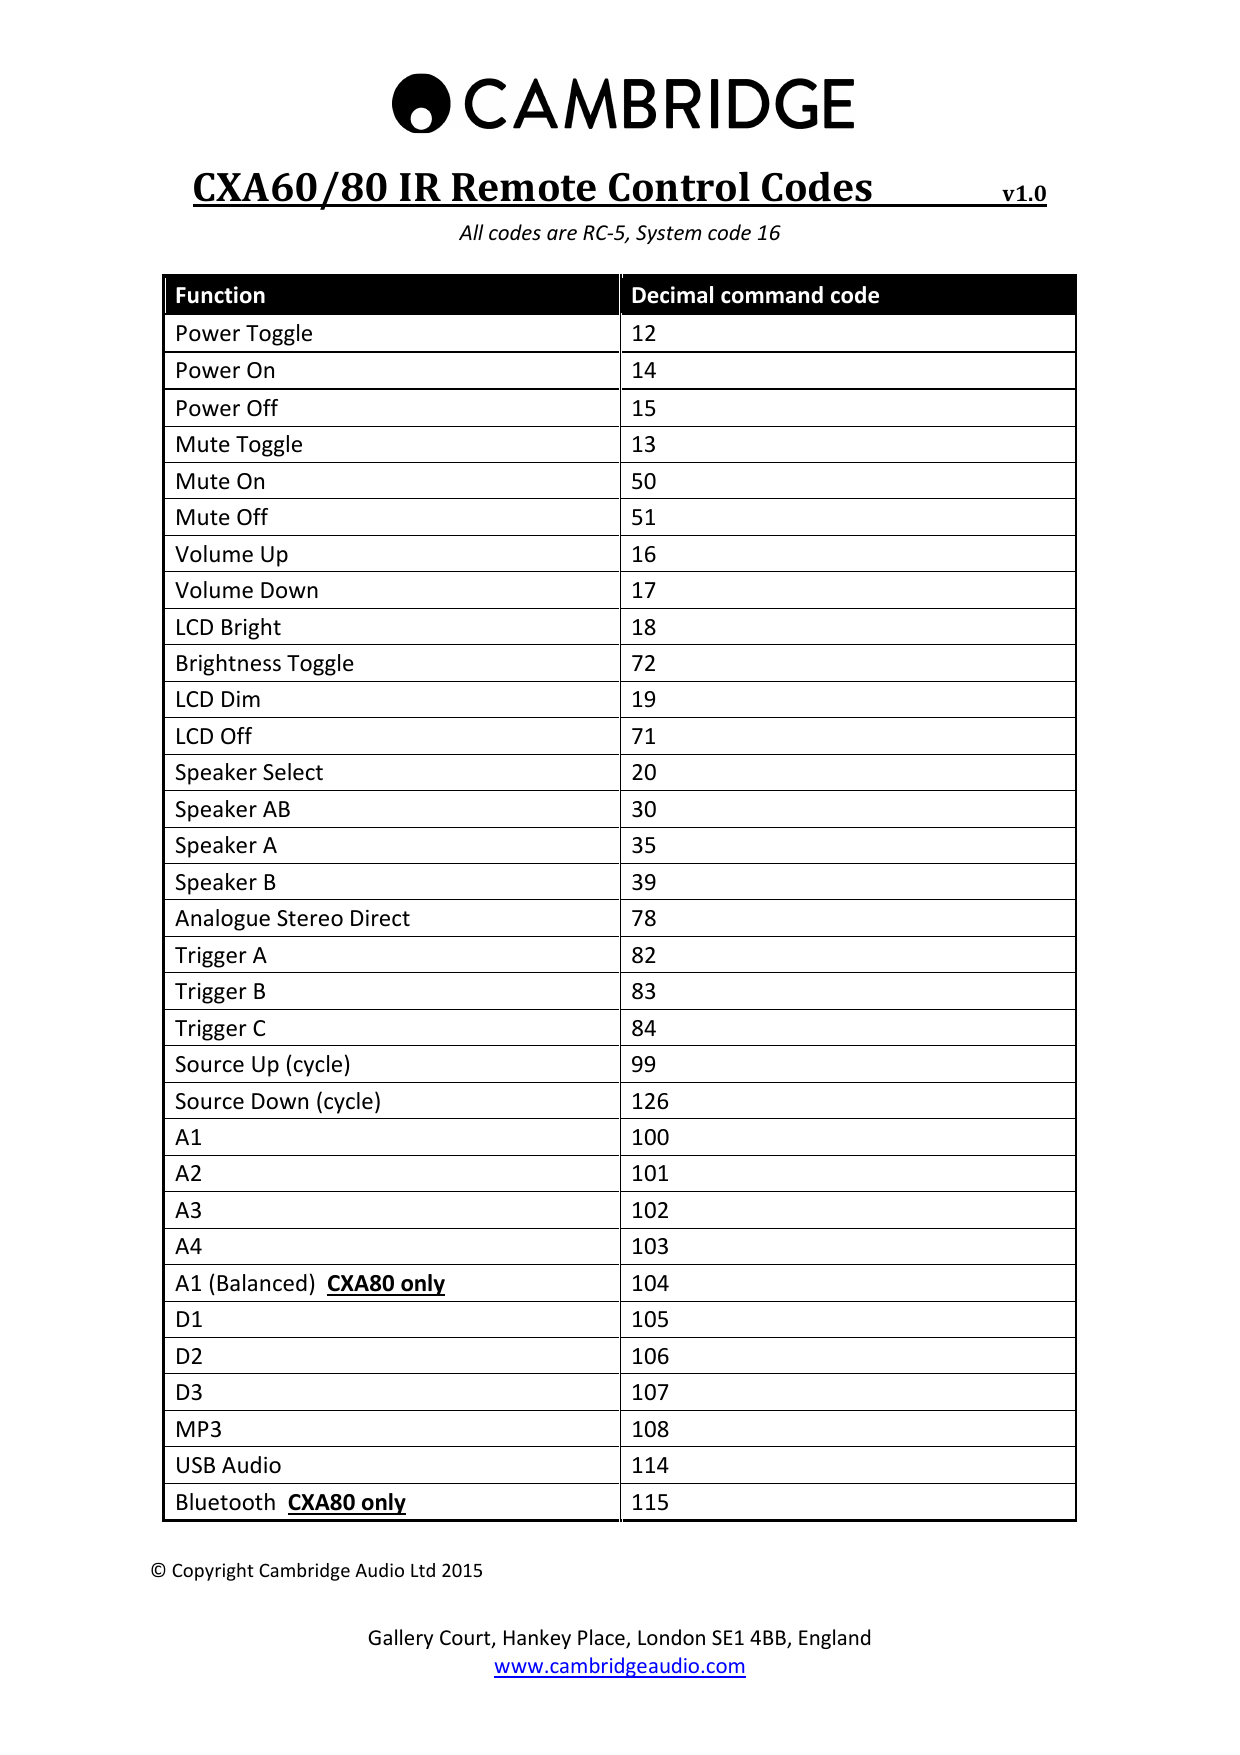 CAMBRIDGE
CXA60/80 IR Remote Control Codes v1.0
All codes are RC-5, System code 16
Function Decimal command code
Power Toggle 12
Power On 14
Power Off 15
Mute Toggle 13
Mute On 50
Mute Off 51
Volume Up 16
Volume Down 17
LCD Bright 18
Brightness Toggle 72
LCD Dim 19
LCD Off 71
Speaker Select 20
Speaker AB 30
Speaker A 35
Speaker B 39
Analogue Stereo Direct 78
Trigger A 82
Trigger B 83
Trigger C 84
Source Up (cycle) 99
Source Down (cycle) 126
A1 100
A2 101
A3 102
A4 103
A1 (Balanced) CXA80 only 104
D1 105
D2 106
D3 107
MP3 108
USB Audio 114
Bluetooth CXA80 only 115
© Copyright Cambridge Audio Ltd 2015
Gallery Court, Hankey Place, London SE1 4BB, England
www.cambridgeaudio.com